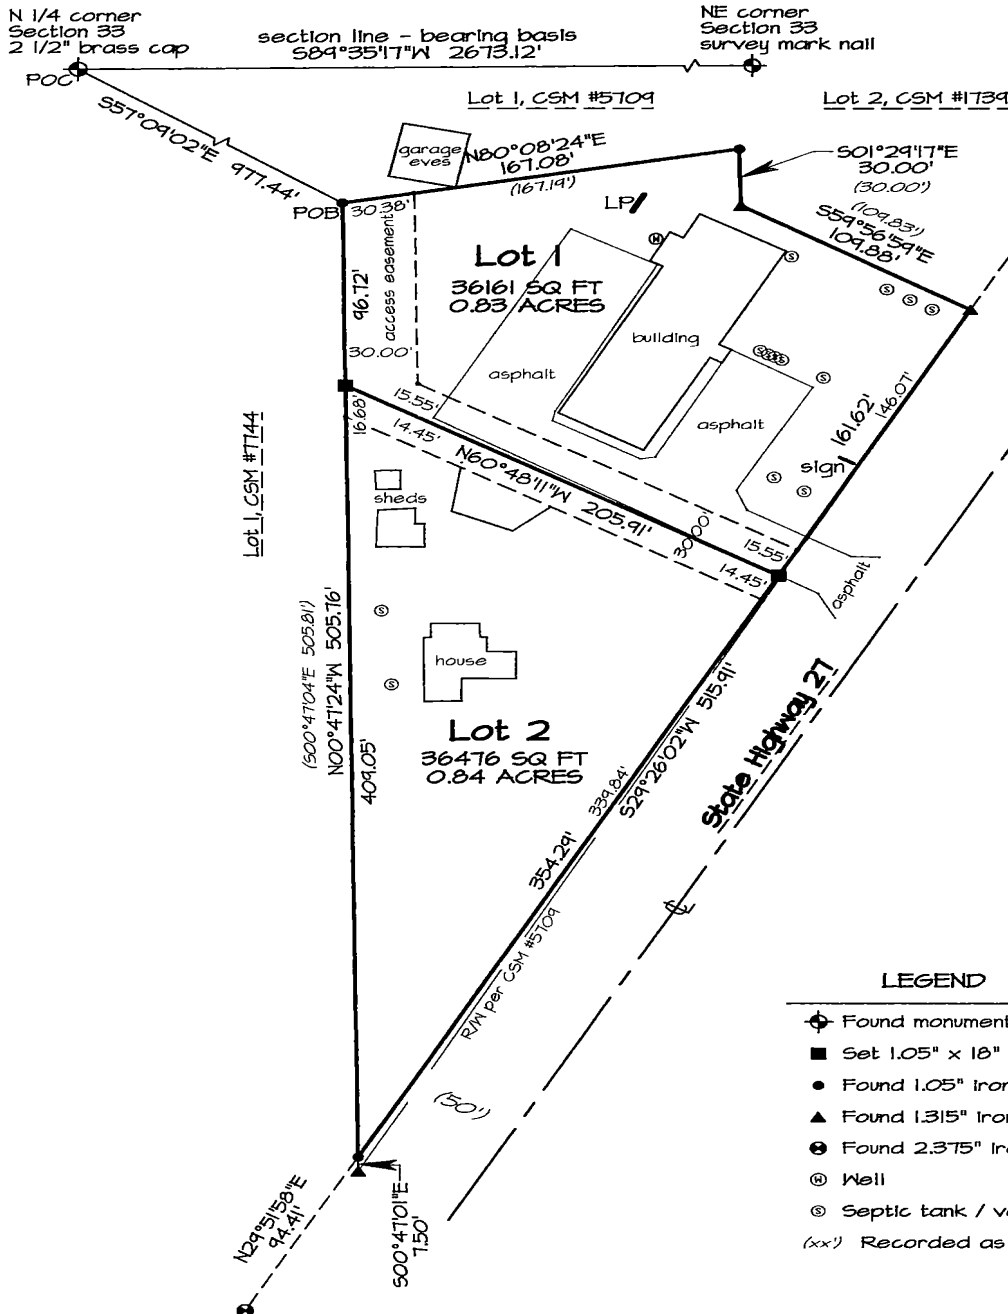 N 1/4 corner
Section 33
2 1/2" brass cap
POC
section line - bearing basis
S89°35'17"W 2673.12'
NE corner
Section 33
survey mark nail
Lot 1, CSM #5709
Lot 2, CSM #1739
S57°09'02"E 977.44'
garage
eves
N80°08'24"E
167.08'
(167.19')
S01°29'17"E
30.00'
(30.00')
(109.83')
S59°56'59"E
109.88'
POB
30.38'
LP
W
96.72'
access easement
Lot 1
36161 SQ FT
0.83 ACRES
S
S
S
S
30.00'
building
asphalt
S
asphalt
161.62'
146.07'
sign
S
S
15.55'
14.45'
16.68'
N60°48'11"W 205.91'
30.00'
15.55'
14.45'
asphalt
Lot 1, CSM #7744
sheds
S
house
S
(S00°47'04"E 505.81')
N00°47'24"W 505.76'
409.05'
Lot 2
36476 SQ FT
0.84 ACRES
S29°26'02"W 515.91'
339.84'
354.29'
State Highway 27
R/W per CSM #5709
(50')
N29°51'58"E
94.41'
S00°47'01"E
7.50'
LEGEND
Found monument
Set 1.05" x 18"
Found 1.05" iron
Found 1.315" iron
Found 2.375" iro
W Well
S Septic tank / v
(xx') Recorded as